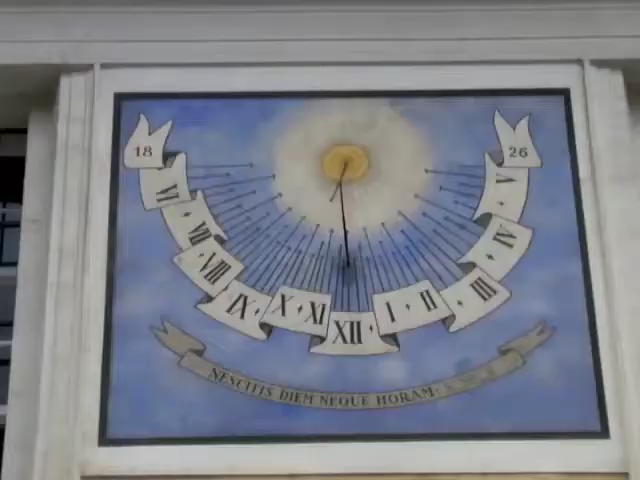 18 26
VI VII VIII IX X XI XII I II III IV V
NESCITIS DIEM NEQUE HORAM